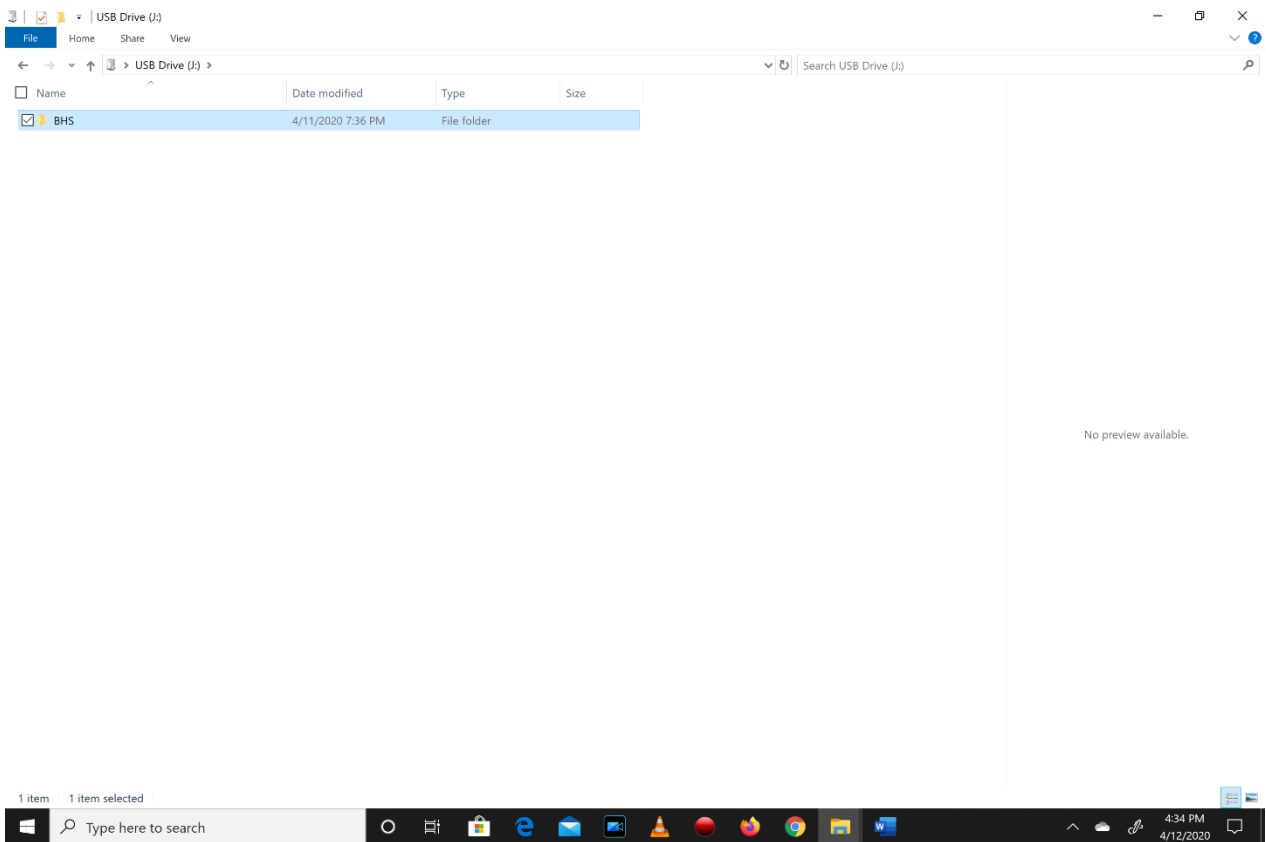 USB Drive (J:)
File Home Share View
USB Drive (J:) Search USB Drive (J:)
Name Date modified Type Size
BHS 4/11/2020 7:36 PM File folder
No preview available.
1 item 1 item selected
Type here to search
4:34 PM
4/12/2020